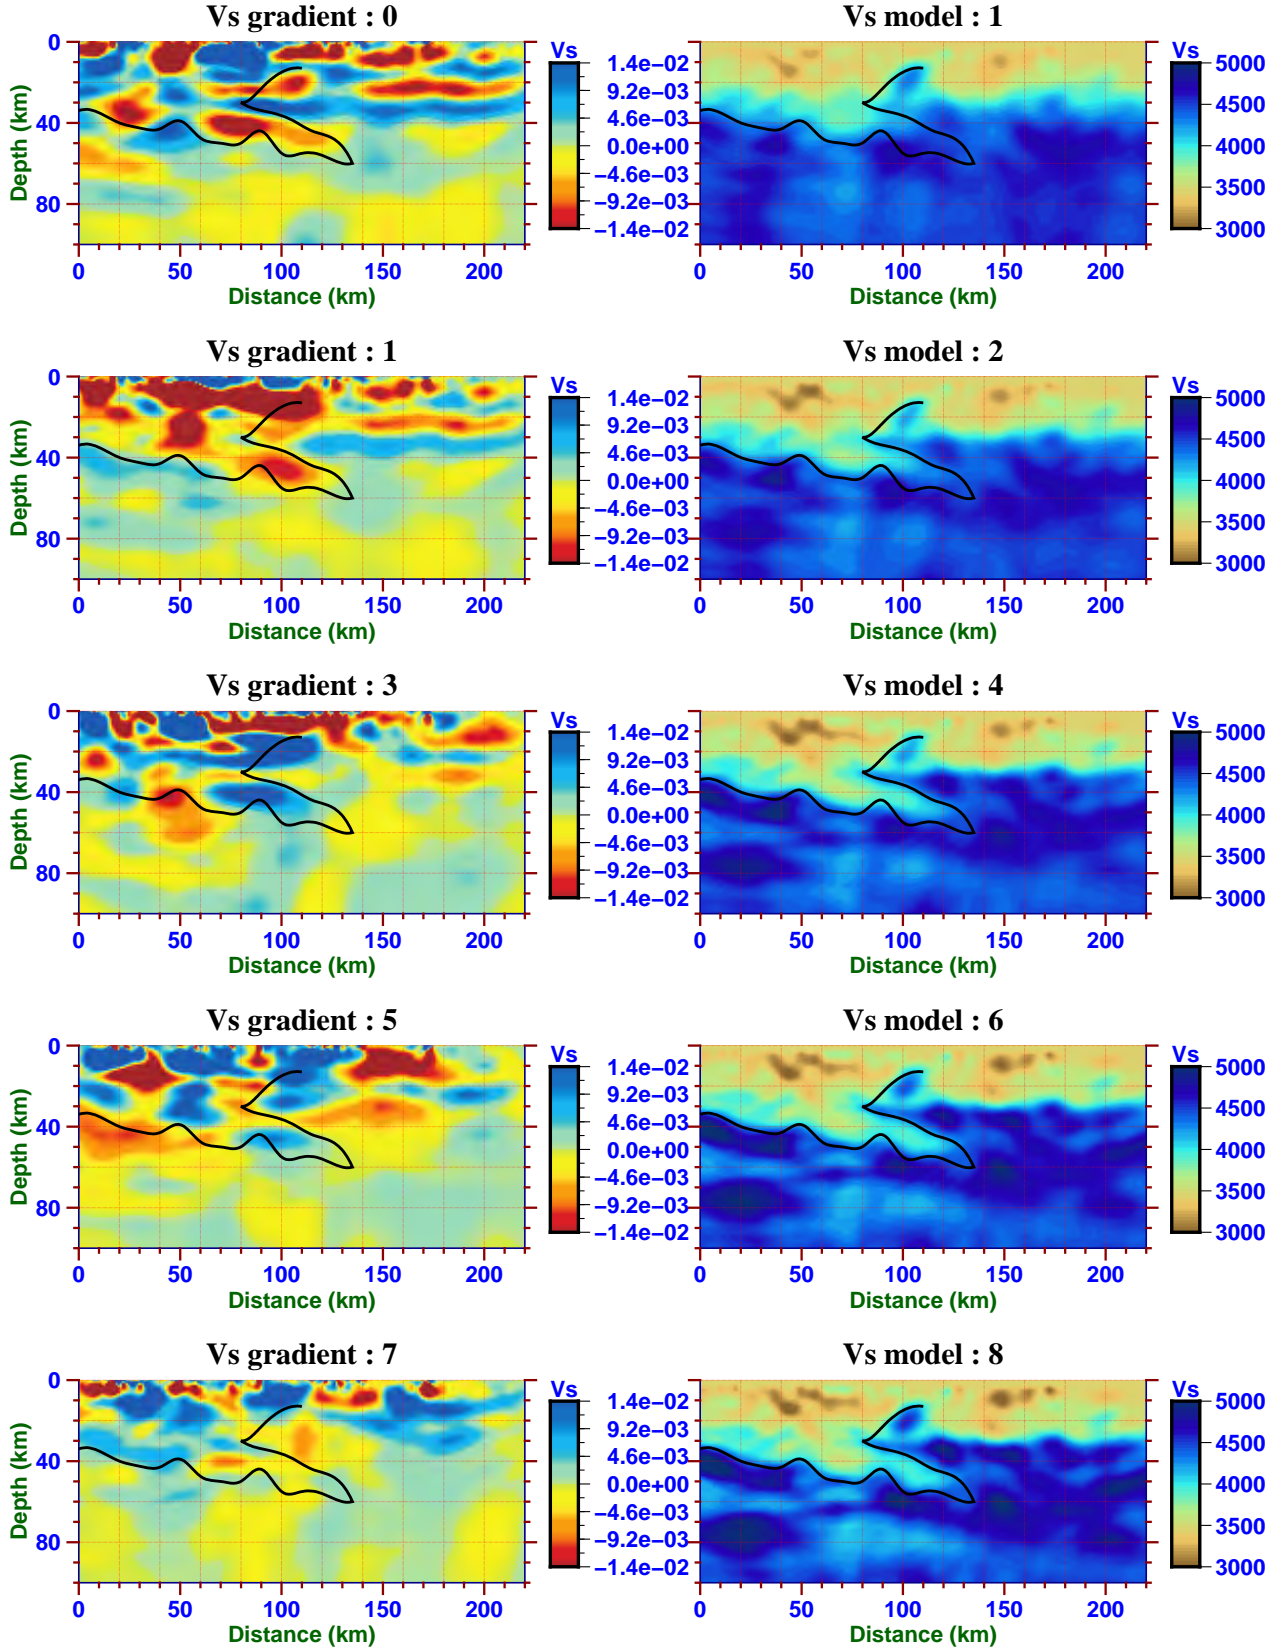 Vs gradient : 0
Vs model : 1
0
40
80
Depth (km)
0 50 100 150 200
Distance (km)
Vs
1.4e−02
9.2e−03
4.6e−03
0.0e+00
−4.6e−03
−9.2e−03
−1.4e−02
0 50 100 150 200
Distance (km)
Vs
5000
4500
4000
3500
3000
Vs gradient : 1
Vs model : 2
0
40
80
Depth (km)
0 50 100 150 200
Distance (km)
Vs
1.4e−02
9.2e−03
4.6e−03
0.0e+00
−4.6e−03
−9.2e−03
−1.4e−02
0 50 100 150 200
Distance (km)
Vs
5000
4500
4000
3500
3000
Vs gradient : 3
Vs model : 4
0
40
80
Depth (km)
0 50 100 150 200
Distance (km)
Vs
1.4e−02
9.2e−03
4.6e−03
0.0e+00
−4.6e−03
−9.2e−03
−1.4e−02
0 50 100 150 200
Distance (km)
Vs
5000
4500
4000
3500
3000
Vs gradient : 5
Vs model : 6
0
40
80
Depth (km)
0 50 100 150 200
Distance (km)
Vs
1.4e−02
9.2e−03
4.6e−03
0.0e+00
−4.6e−03
−9.2e−03
−1.4e−02
0 50 100 150 200
Distance (km)
Vs
5000
4500
4000
3500
3000
Vs gradient : 7
Vs model : 8
0
40
80
Depth (km)
0 50 100 150 200
Distance (km)
Vs
1.4e−02
9.2e−03
4.6e−03
0.0e+00
−4.6e−03
−9.2e−03
−1.4e−02
0 50 100 150 200
Distance (km)
Vs
5000
4500
4000
3500
3000